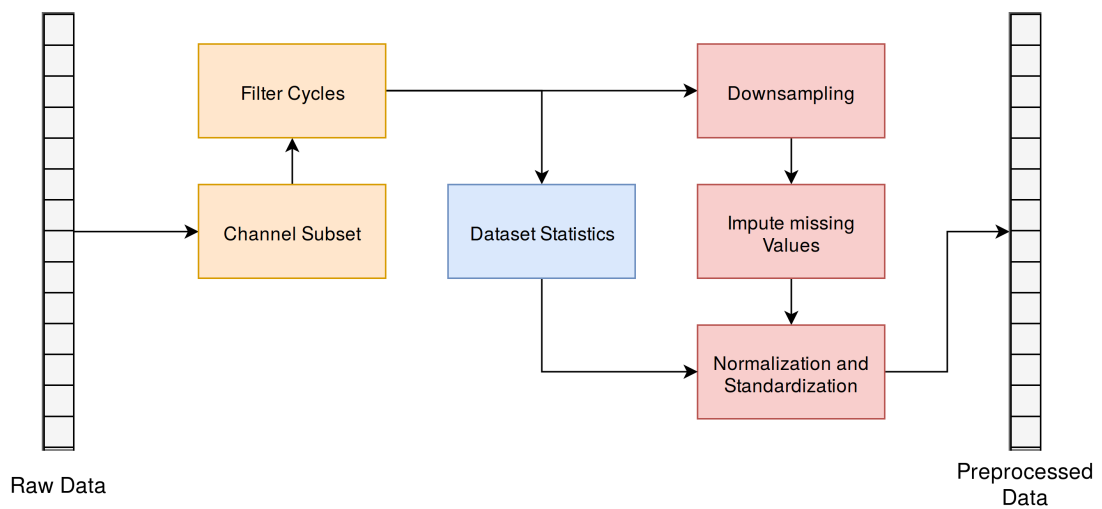 Filter Cycles
Downsampling
Channel Subset
Dataset Statistics
Impute missing
Values
Normalization and
Standardization
Raw Data
Preprocessed
Data